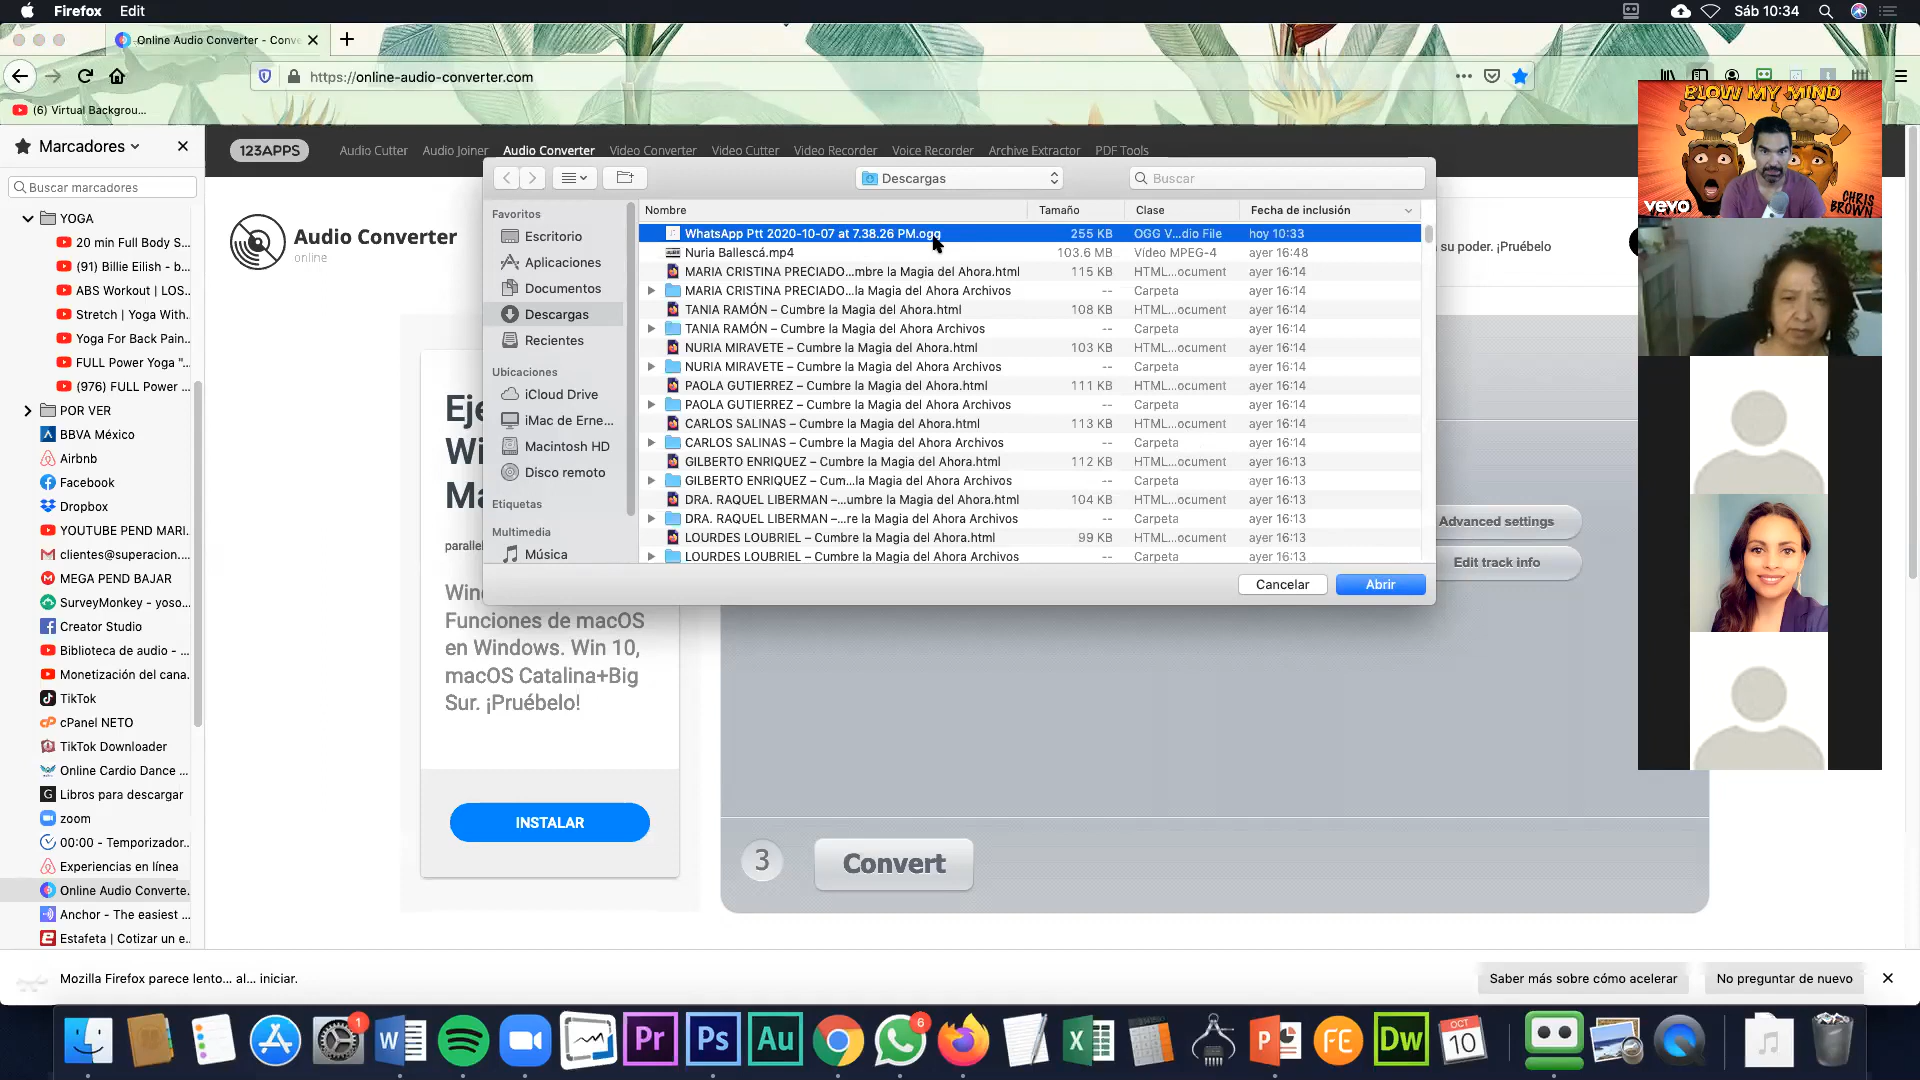 Firefox Edit
Sáb 10:34
Online Audio Converter - Conve
https://online-audio-converter.com
(6) Virtual Backgrou...
Marcadores
Buscar marcadores
YOGA
20 min Full Body S...
(91) Billie Eilish - b...
ABS Workout | LOS...
Stretch | Yoga With...
Yoga For Back Pain...
FULL Power Yoga "...
(976) FULL Power ...
POR VER
BBVA México
Airbnb
Facebook
Dropbox
YOUTUBE PEND MARI...
clientes@superacion....
MEGA PEND BAJAR
SurveyMonkey - yoso...
Creator Studio
Biblioteca de audio - ...
Monetización del cana...
TikTok
cPanel NETO
TikTok Downloader
Online Cardio Dance ...
Libros para descargar
zoom
00:00 - Temporizador...
Experiencias en línea
Online Audio Converte...
Anchor - The easiest ...
Estafeta | Cotizar un e...
123APPS Audio Cutter Audio Joiner Audio Converter Video Converter Video Cutter Video Recorder Voice Recorder Archive Extractor PDF Tools
Audio Converter
online
Descargas
Buscar
Favoritos
Escritorio
Aplicaciones
Documentos
Descargas
Recientes
Ubicaciones
iCloud Drive
iMac de Erne...
Macintosh HD
Disco remoto
Etiquetas
Multimedia
Música
Nombre Tamaño Clase Fecha de inclusión
WhatsApp Ptt 2020-10-07 at 7.38.26 PM.ogg 255 KB OGG V...dio File hoy 10:33
Nuria Ballescá.mp4 103.6 MB Vídeo MPEG-4 ayer 16:48
MARIA CRISTINA PRECIADO...mbre la Magia del Ahora.html 115 KB HTML...ocument ayer 16:14
MARIA CRISTINA PRECIADO...la Magia del Ahora Archivos -- Carpeta ayer 16:14
TANIA RAMÓN – Cumbre la Magia del Ahora.html 108 KB HTML...ocument ayer 16:14
TANIA RAMÓN – Cumbre la Magia del Ahora Archivos -- Carpeta ayer 16:14
NURIA MIRAVETE – Cumbre la Magia del Ahora.html 103 KB HTML...ocument ayer 16:14
NURIA MIRAVETE – Cumbre la Magia del Ahora Archivos -- Carpeta ayer 16:14
PAOLA GUTIERREZ – Cumbre la Magia del Ahora.html 111 KB HTML...ocument ayer 16:14
PAOLA GUTIERREZ – Cumbre la Magia del Ahora Archivos -- Carpeta ayer 16:14
CARLOS SALINAS – Cumbre la Magia del Ahora.html 113 KB HTML...ocument ayer 16:14
CARLOS SALINAS – Cumbre la Magia del Ahora Archivos -- Carpeta ayer 16:14
GILBERTO ENRIQUEZ – Cumbre la Magia del Ahora.html 112 KB HTML...ocument ayer 16:13
GILBERTO ENRIQUEZ – Cum...la Magia del Ahora Archivos -- Carpeta ayer 16:13
DRA. RAQUEL LIBERMAN –...umbre la Magia del Ahora.html 104 KB HTML...ocument ayer 16:13
DRA. RAQUEL LIBERMAN –...re la Magia del Ahora Archivos -- Carpeta ayer 16:13
LOURDES LOUBRIEL – Cumbre la Magia del Ahora.html 99 KB HTML...ocument ayer 16:13
LOURDES LOUBRIEL – Cumbre la Magia del Ahora Archivos -- Carpeta ayer 16:13
Cancelar Abrir
su poder. ¡Pruébelo
Advanced settings
Edit track info
Eje
Wi
Ma
parallel
Wind
Funciones de macOS
en Windows. Win 10,
macOS Catalina+Big
Sur. ¡Pruébelo!
INSTALAR
3 Convert
BLOW MY MIND
vevo
CHRIS
BROWN
Mozilla Firefox parece lento... al... iniciar.
Saber más sobre cómo acelerar
No preguntar de nuevo
1
W
Pr
Ps
Au
6
X
P
FE
Dw
OCT
10